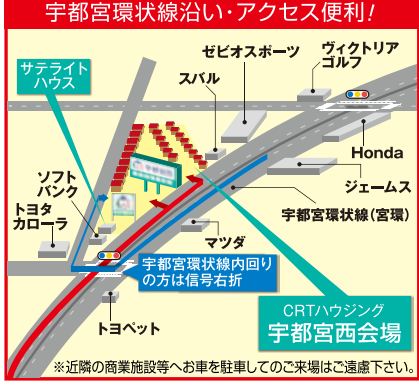 宇都宮環状線沿い・アクセス便利!
ゼビオスポーツ
ヴィクトリア
ゴルフ
サテライト
ハウス
スバル
ソフト
バンク
Honda
ジェームス
トヨタ
カローラ
宇都宮環状線(宮環)
マツダ
宇都宮環状線内回り
の方は信号右折
トヨペット
CRTハウジング
宇都宮西会場
※近隣の商業施設等へお車を駐車してのご来場はご遠慮下さい。